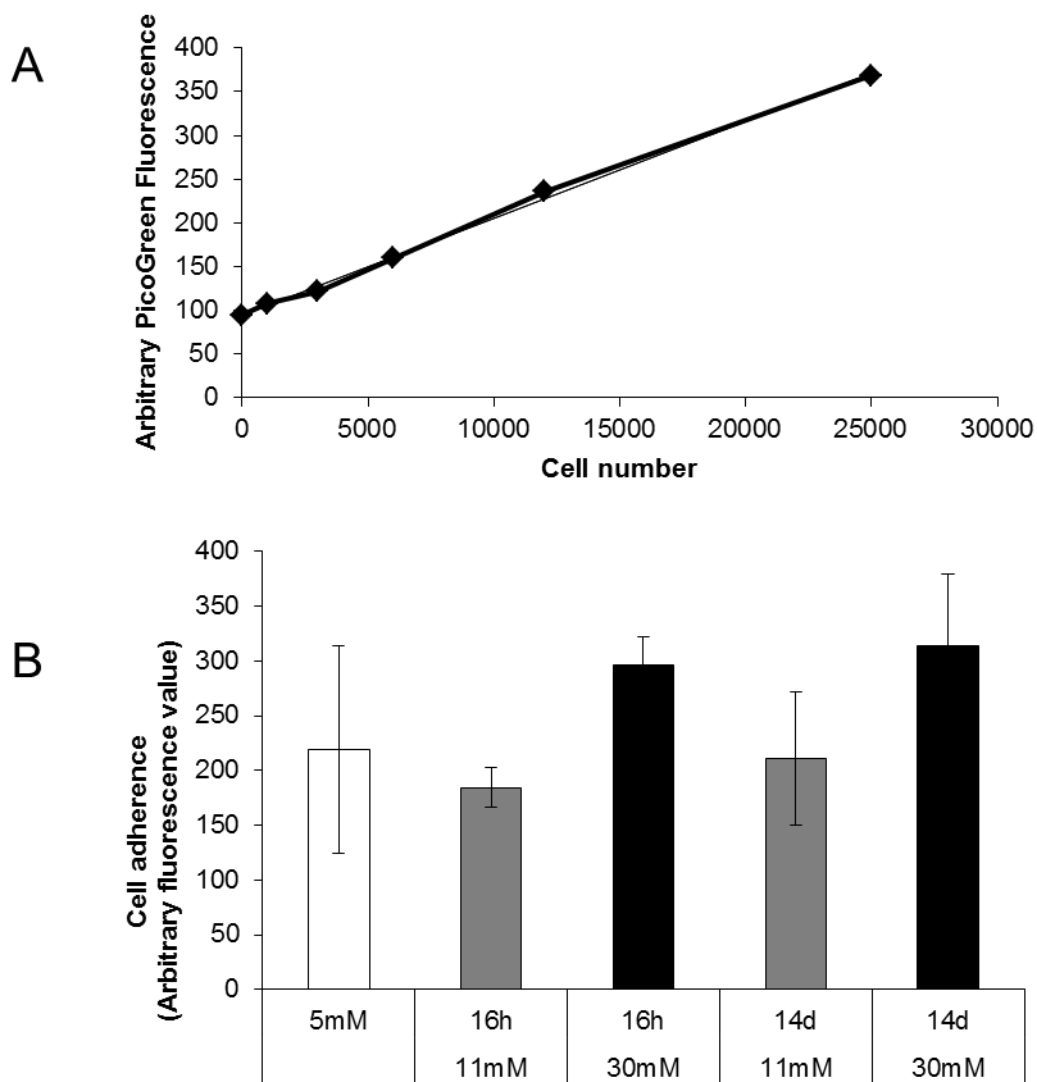 A
Arbitrary PicoGreen Fluorescence
400
350
300
250
200
150
100
50
0
0 5000 10000 15000 20000 25000 30000
Cell number
B
Cell adherence
(Arbitrary fluorescence value)
400
350
300
250
200
150
100
50
0
5mM 16h 16h 14d 14d
11mM 30mM 11mM 30mM